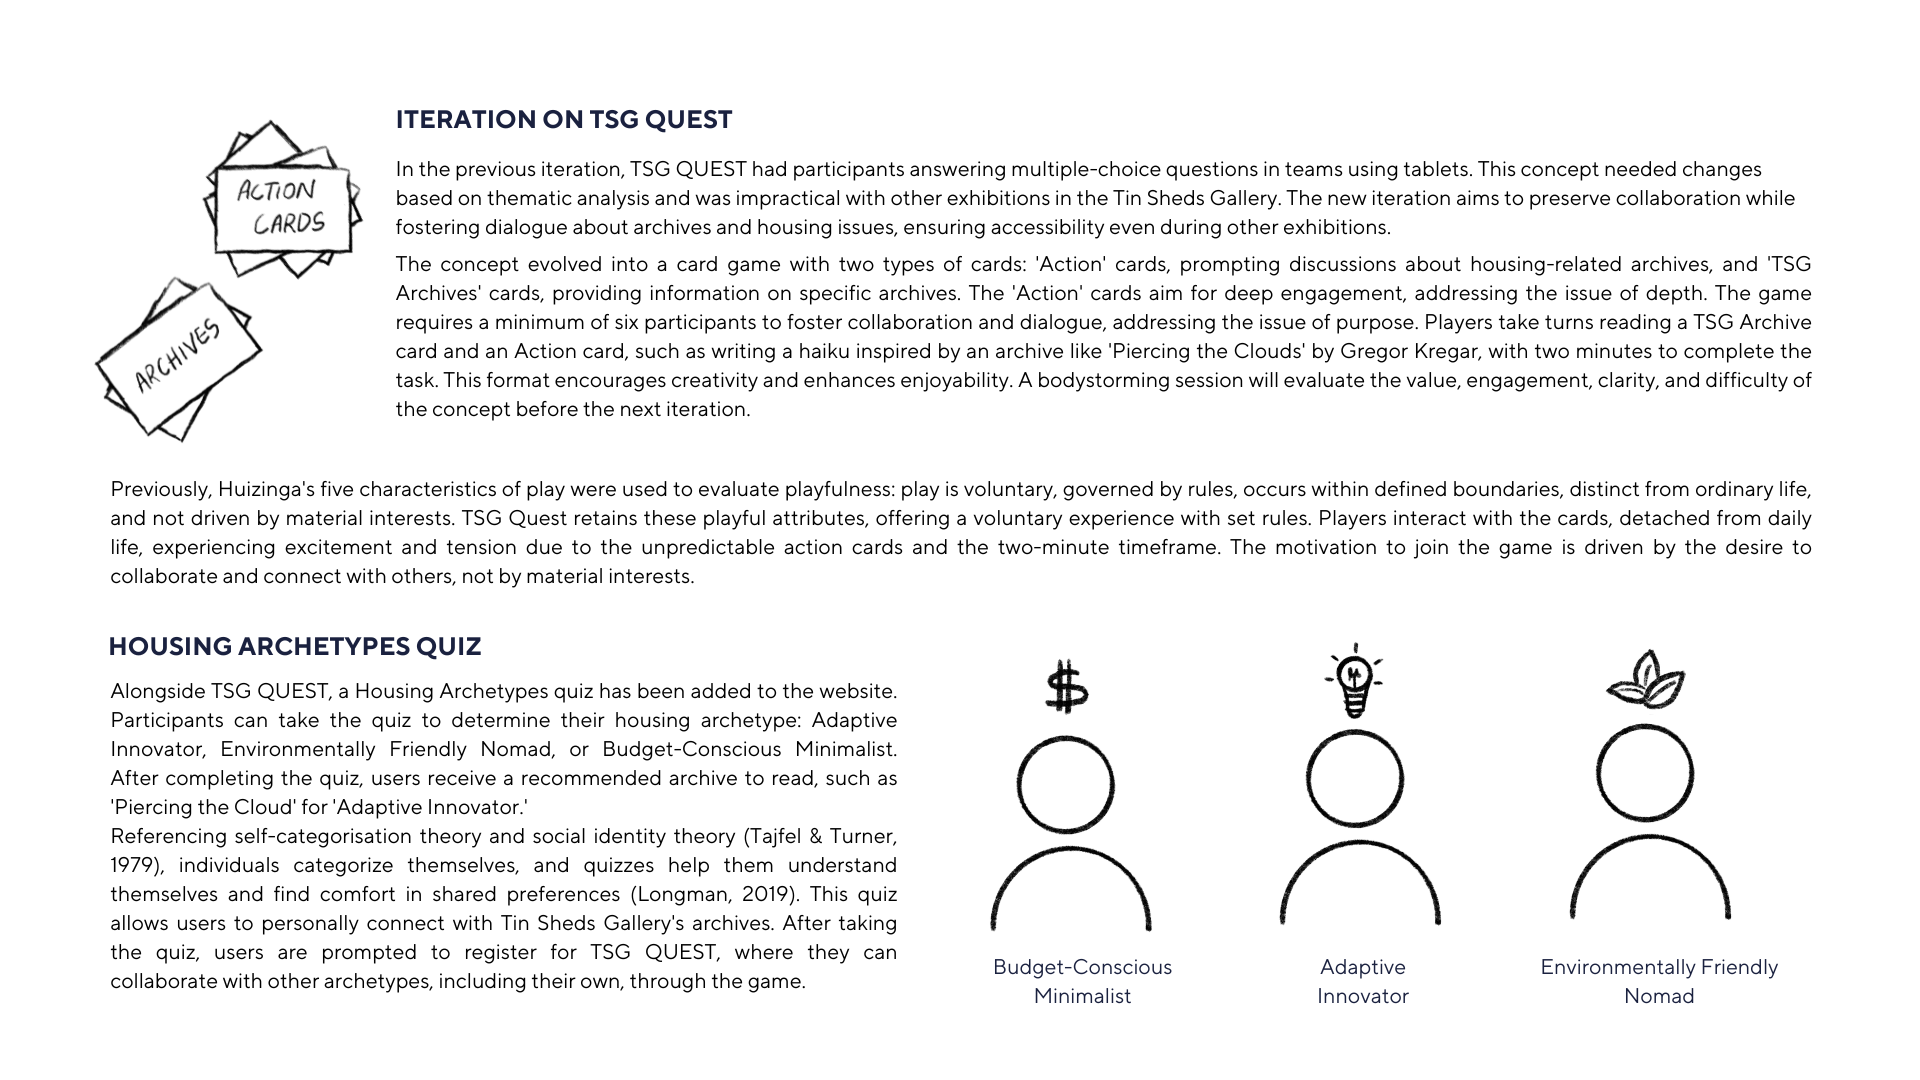 ITERATION ON TSG QUEST
ACTION
CARDS
ARCHIVES
In the previous iteration, TSG QUEST had participants answering multiple-choice questions in teams using tablets. This concept needed changes
based on thematic analysis and was impractical with other exhibitions in the Tin Sheds Gallery. The new iteration aims to preserve collaboration while
fostering dialogue about archives and housing issues, ensuring accessibility even during other exhibitions.
The concept evolved into a card game with two types of cards: 'Action' cards, prompting discussions about housing-related archives, and 'TSG
Archives' cards, providing information on specific archives. The 'Action' cards aim for deep engagement, addressing the issue of depth. The game
requires a minimum of six participants to foster collaboration and dialogue, addressing the issue of purpose. Players take turns reading a TSG Archive
card and an Action card, such as writing a haiku inspired by an archive like 'Piercing the Clouds' by Gregor Kregar, with two minutes to complete the
task. This format encourages creativity and enhances enjoyability. A bodystorming session will evaluate the value, engagement, clarity, and difficulty of
the concept before the next iteration.
Previously, Huizinga's five characteristics of play were used to evaluate playfulness: play is voluntary, governed by rules, occurs within defined boundaries, distinct from ordinary life,
and not driven by material interests. TSG Quest retains these playful attributes, offering a voluntary experience with set rules. Players interact with the cards, detached from daily
life, experiencing excitement and tension due to the unpredictable action cards and the two-minute timeframe. The motivation to join the game is driven by the desire to
collaborate and connect with others, not by material interests.
HOUSING ARCHETYPES QUIZ
Alongside TSG QUEST, a Housing Archetypes quiz has been added to the website.
Participants can take the quiz to determine their housing archetype: Adaptive
Innovator, Environmentally Friendly Nomad, or Budget-Conscious Minimalist.
After completing the quiz, users receive a recommended archive to read, such as
'Piercing the Cloud' for 'Adaptive Innovator.'
Referencing self-categorisation theory and social identity theory (Tajfel & Turner,
1979), individuals categorize themselves, and quizzes help them understand
themselves and find comfort in shared preferences (Longman, 2019). This quiz
allows users to personally connect with Tin Sheds Gallery's archives. After taking
the quiz, users are prompted to register for TSG QUEST, where they can
collaborate with other archetypes, including their own, through the game.
$
Budget-Conscious
Minimalist
Adaptive
Innovator
Environmentally Friendly
Nomad